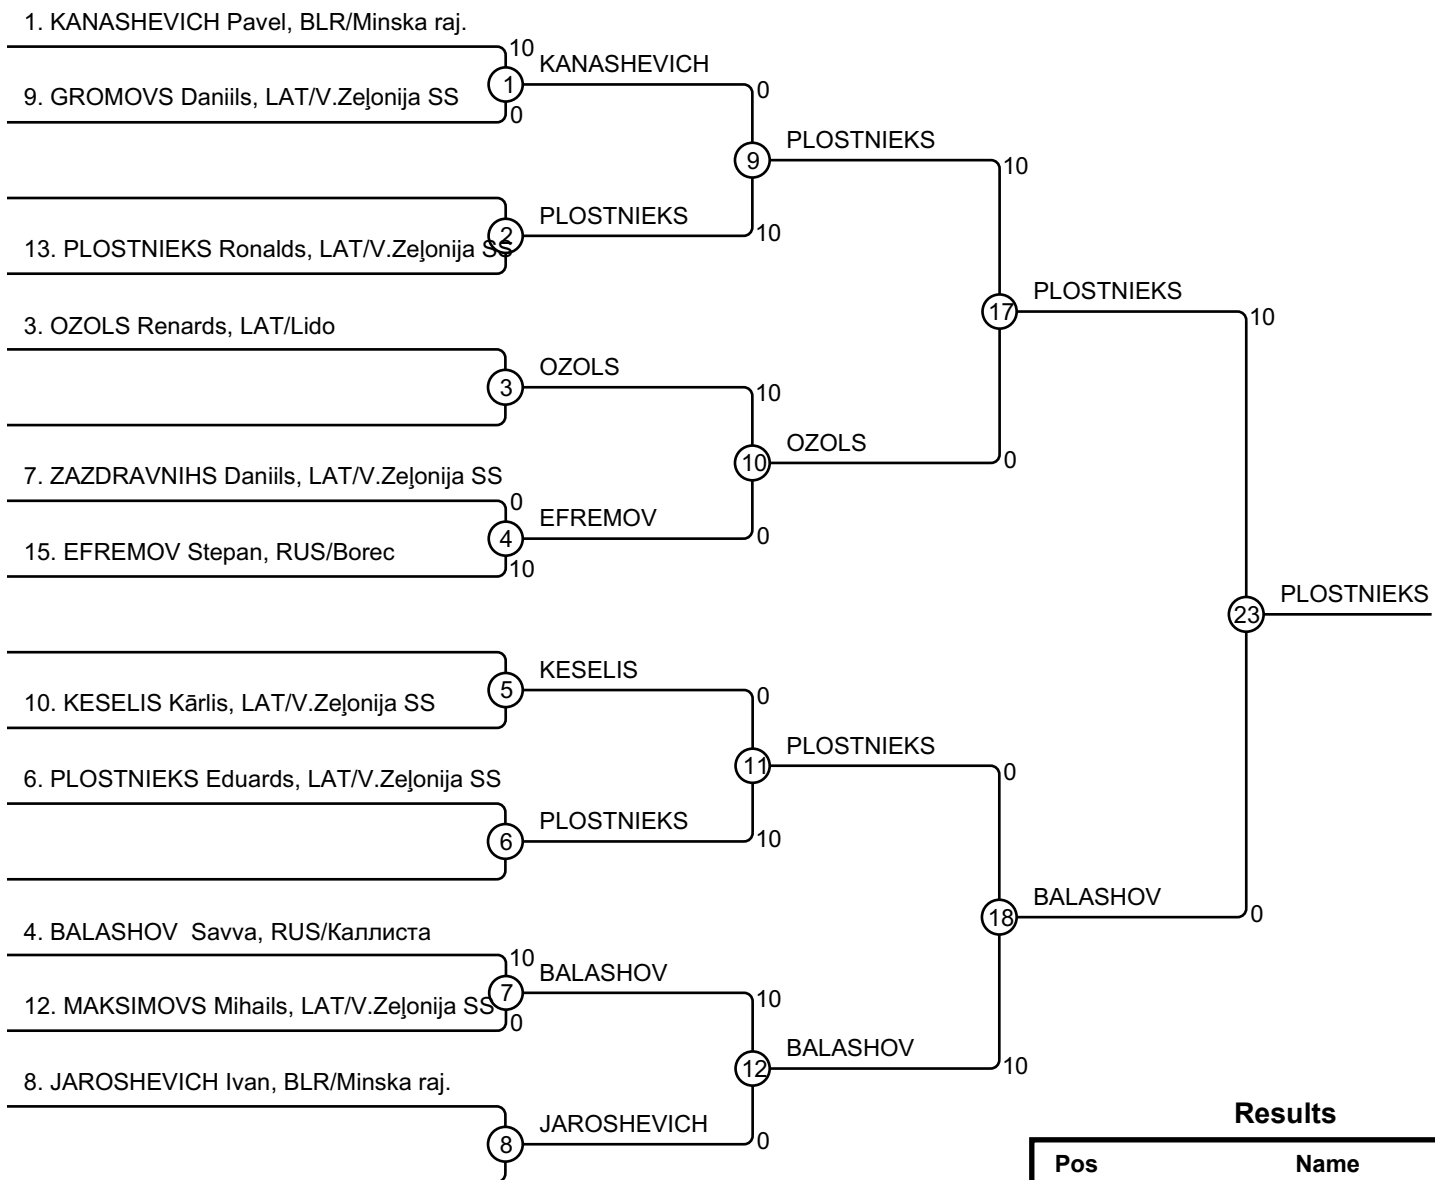 1. KANASHEVICH Pavel, BLR/Minska raj.
10
KANASHEVICH
1
0
9. GROMOVS Daniils, LAT/V.Zeļonija SS
0
PLOSTNIEKS
9
10
PLOSTNIEKS
2
10
13. PLOSTNIEKS Ronalds, LAT/V.Zeļonija SS
PLOSTNIEKS
17
10
3. OZOLS Renards, LAT/Lido
OZOLS
3
10
OZOLS
10
0
7. ZAZDRAVNIHS Daniils, LAT/V.Zeļonija SS
0
EFREMOV
4
0
15. EFREMOV Stepan, RUS/Borec
10
PLOSTNIEKS
23
KESELIS
5
0
10. KESELIS Kārlis, LAT/V.Zeļonija SS
PLOSTNIEKS
11
0
6. PLOSTNIEKS Eduards, LAT/V.Zeļonija SS
PLOSTNIEKS
6
10
BALASHOV
18
0
4. BALASHOV Savva, RUS/Каллиста
10
BALASHOV
7
10
12. MAKSIMOVS Mihails, LAT/V.Zeļonija SS
0
BALASHOV
12
10
8. JAROSHEVICH Ivan, BLR/Minska raj.
JAROSHEVICH
8
0
Results
Pos Name